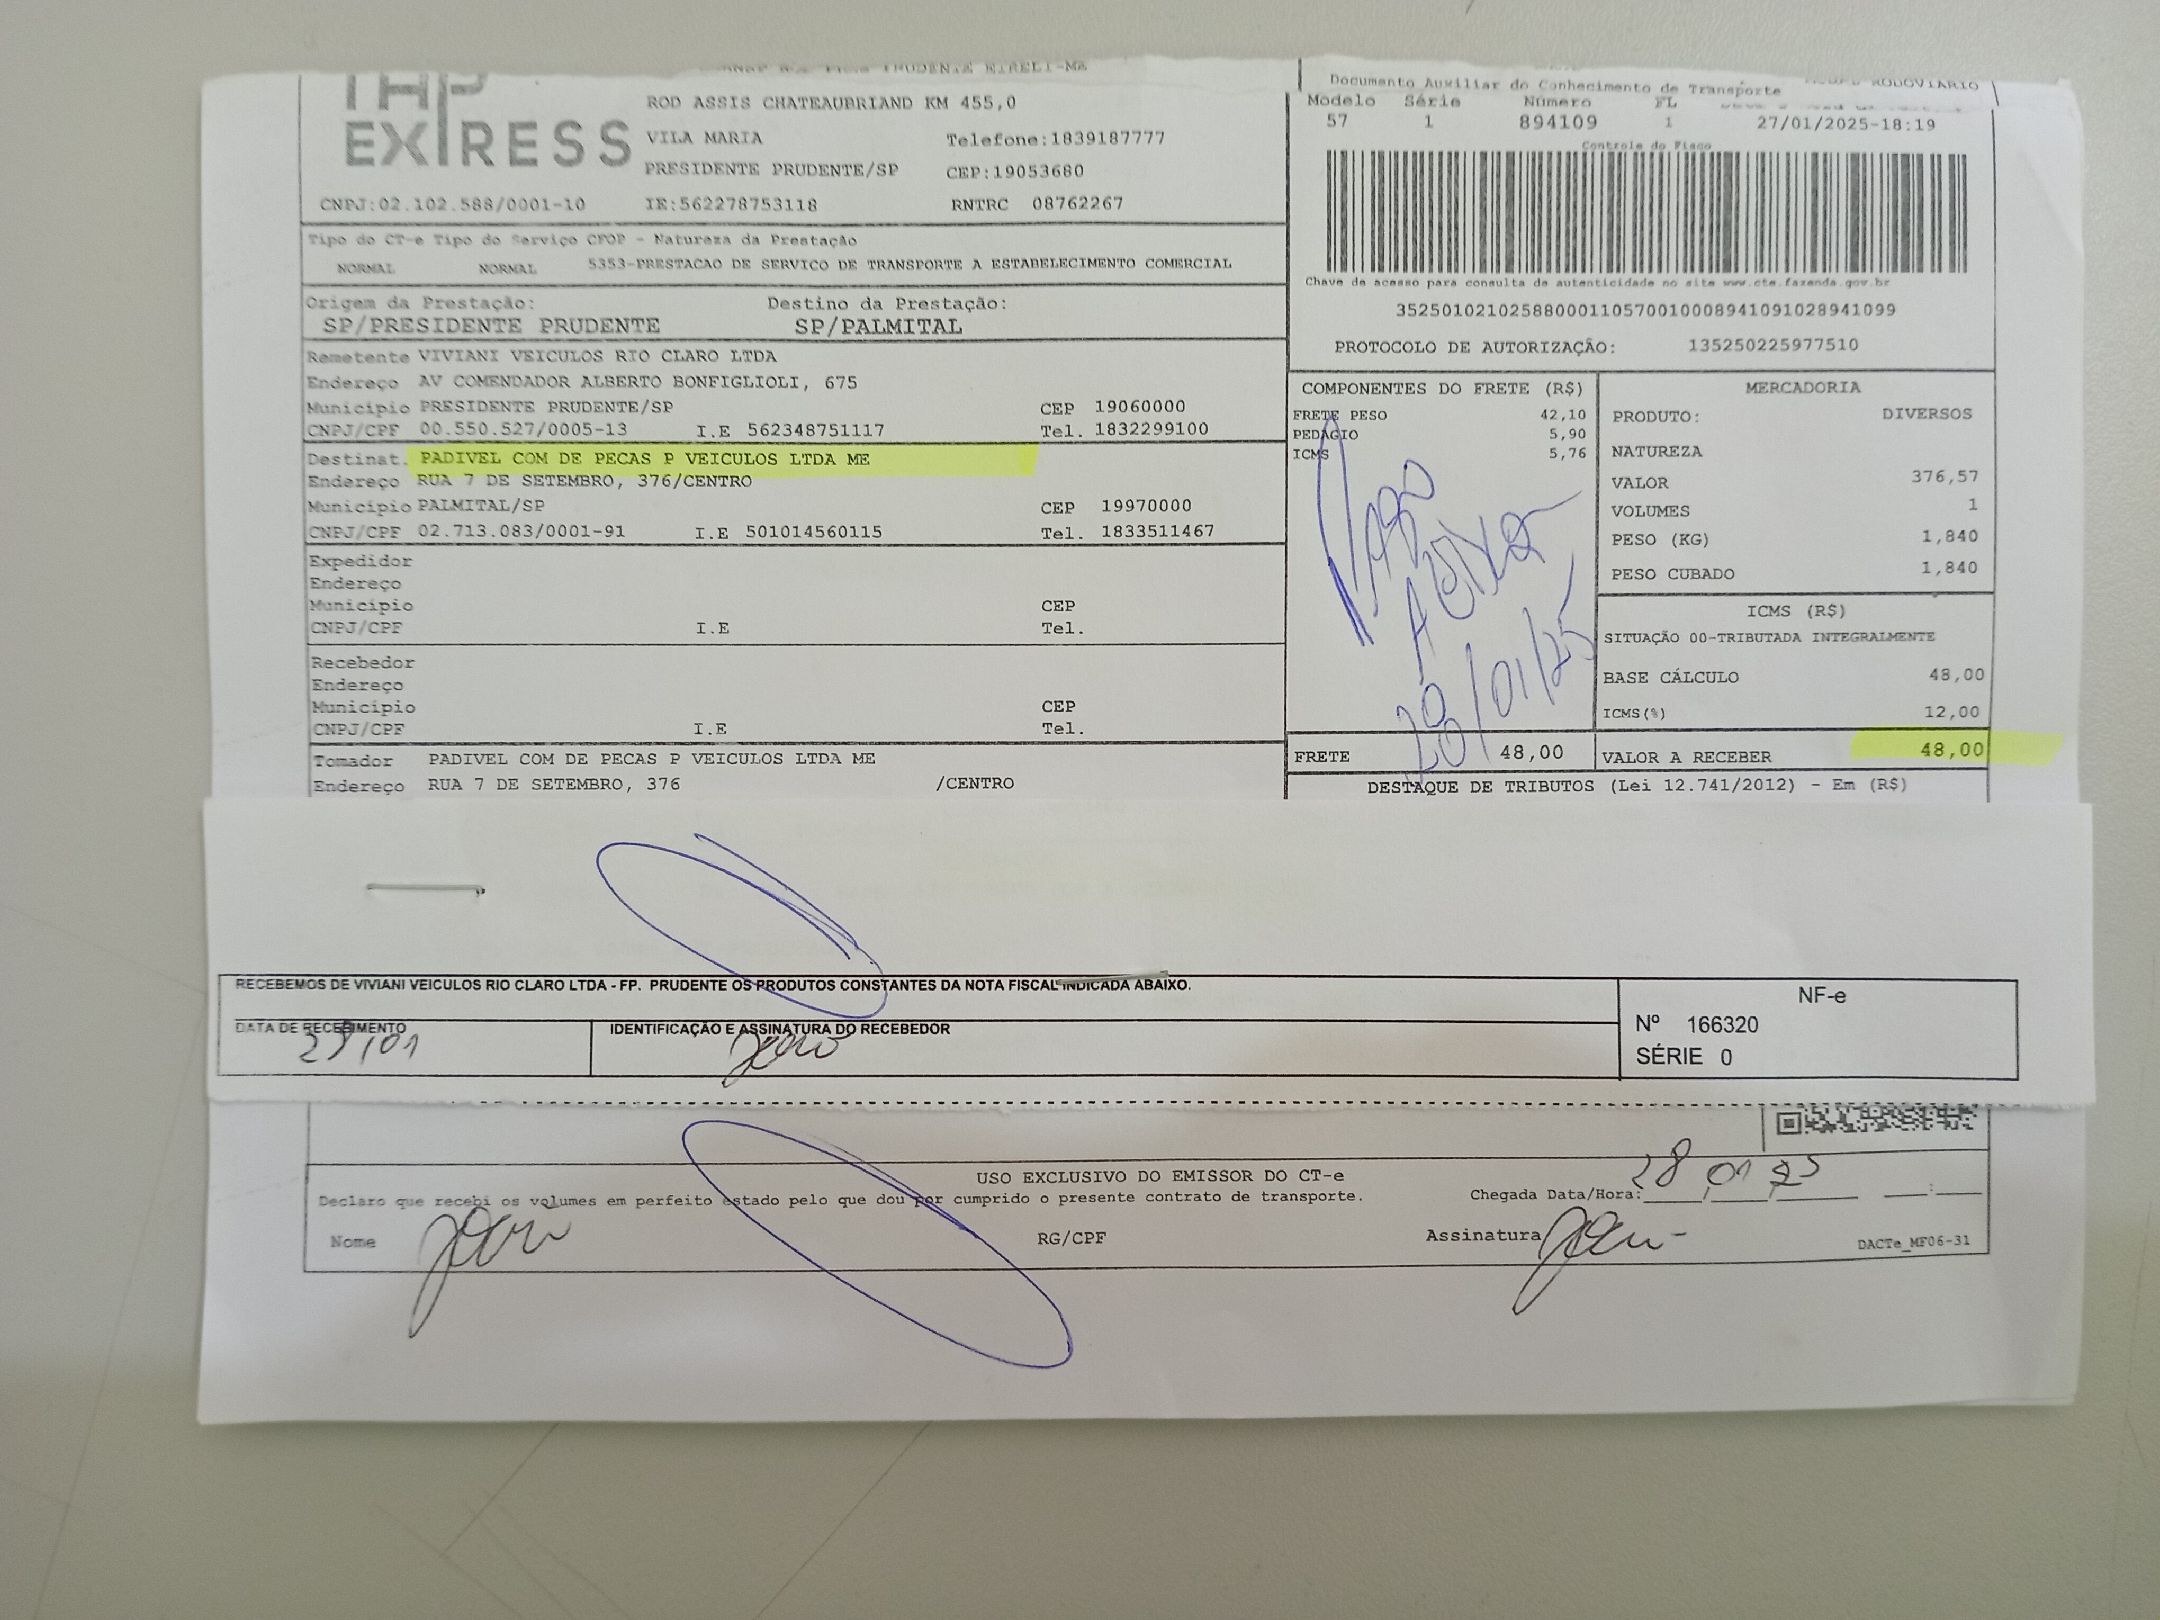 EXPRESS
ROD ASSIS CHATEAUBRIAND KM 455,0
VILA MARIA Telefone:1839187777
PRESIDENTE PRUDENTE/SP CEP:19053680
CNPJ:02.102.588/0001-10 IE:562278753118 RNTRC 08762267
Documento Auxiliar do Conhecimento de Transporte
Modelo Série Número FL
57 1 894109 1 27/01/2025-18:19
Controle do Fisco
Chave de acesso para consulta de autenticidade no site www.cte.fazenda.gov.br
35250102102588000110570010008941091028941099
PROTOCOLO DE AUTORIZAÇÃO: 135250225977510
Tipo do CT-e Tipo do Serviço CFOP - Natureza da Prestação
NORMAL NORMAL 5353-PRESTACAO DE SERVICO DE TRANSPORTE A ESTABELECIMENTO COMERCIAL
Origem da Prestação: Destino da Prestação:
SP/PRESIDENTE PRUDENTE SP/PALMITAL
Remetente VIVIANI VEICULOS RIO CLARO LTDA
Endereço AV COMENDADOR ALBERTO BONFIGLIOLI, 675
Município PRESIDENTE PRUDENTE/SP CEP 19060000
CNPJ/CPF 00.550.527/0005-13 I.E 562348751117 Tel. 1832299100
Destinat. PADIVEL COM DE PECAS P VEICULOS LTDA ME
Endereço RUA 7 DE SETEMBRO, 376/CENTRO
Município PALMITAL/SP CEP 19970000
CNPJ/CPF 02.713.083/0001-91 I.E 501014560115 Tel. 1833511467
Expedidor
Endereço
Município CEP
CNPJ/CPF I.E Tel.
Recebedor
Endereço
Município CEP
CNPJ/CPF I.E Tel.
Tomador PADIVEL COM DE PECAS P VEICULOS LTDA ME
Endereço RUA 7 DE SETEMBRO, 376 /CENTRO
COMPONENTES DO FRETE (R$)
FRETE PESO 42,10
PEDÁGIO 5,90
ICMS 5,76
28/01/25
FRETE 48,00
MERCADORIA
PRODUTO: DIVERSOS
NATUREZA
VALOR 376,57
VOLUMES 1
PESO (KG) 1,840
PESO CUBADO 1,840
ICMS (R$)
SITUAÇÃO 00-TRIBUTADA INTEGRALMENTE
BASE CÁLCULO 48,00
ICMS(%) 12,00
VALOR A RECEBER 48,00
DESTAQUE DE TRIBUTOS (Lei 12.741/2012) - Em (R$)
RECEBEMOS DE VIVIANI VEICULOS RIO CLARO LTDA - FP. PRUDENTE OS PRODUTOS CONSTANTES DA NOTA FISCAL INDICADA ABAIXO.
DATA DE RECEBIMENTO
28/01
IDENTIFICAÇÃO E ASSINATURA DO RECEBEDOR
NF-e
Nº 166320
SÉRIE 0
USO EXCLUSIVO DO EMISSOR DO CT-e
Declaro que recebi os volumes em perfeito estado pelo que dou por cumprido o presente contrato de transporte.
Chegada Data/Hora: 28 01 25
Nome
RG/CPF
Assinatura
DACTe_MF06-31